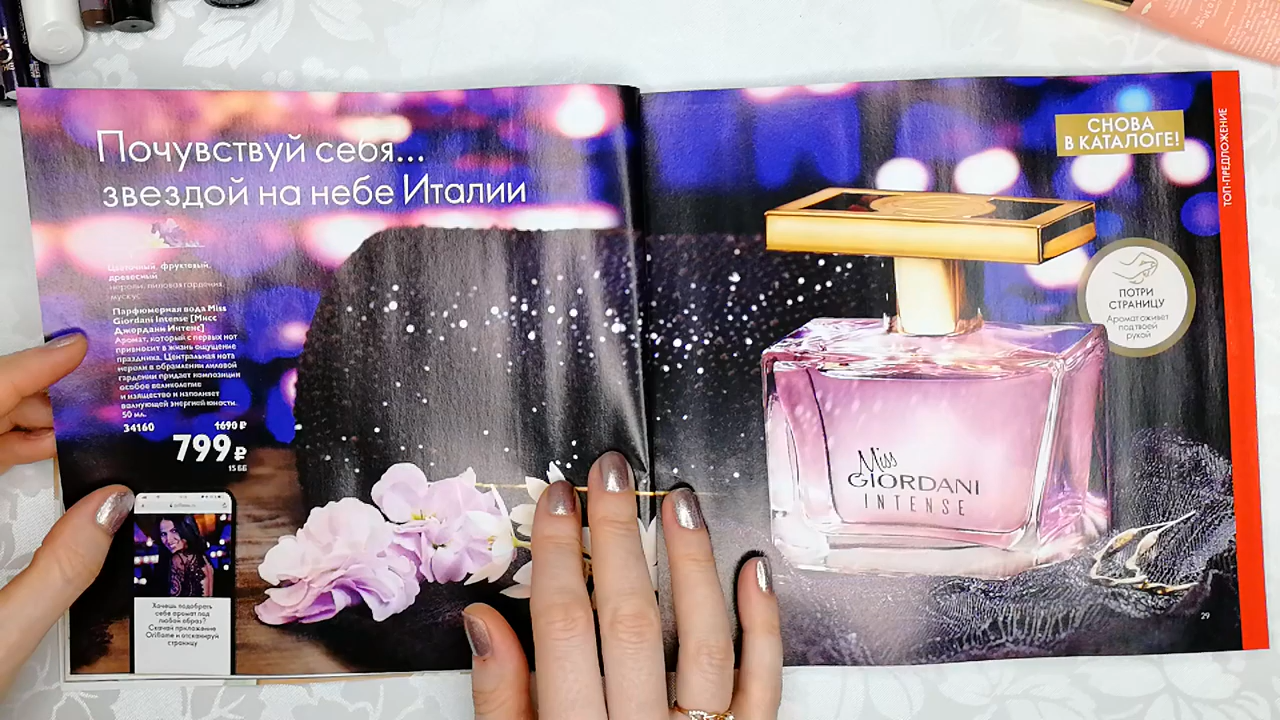 Почувствуй себя...
звездой на небе Италии
Цветочный, фруктовый,
древесный
нероли, лиловая гардения,
мускус
Парфюмерная вода Miss
Giordani Intense [Мисс
Джордани Интенс]
Аромат, который с первых нот
привносит в жизнь ощущение
праздника. Центральная нота
нероли в обрамлении лиловой
гардении придает композиции
особое великолепие
и изящество и наполняет
волнующей энергией юности.
50 мл.
34160 1690 ₽
799 ₽
15 ББ
Хочешь подобрать
себе аромат под
любой образ?
Скачай приложение
Oriflame и отсканируй
страницу
СНОВА
В КАТАЛОГЕ!
ТОП-ПРЕДЛОЖЕНИЕ
ПОТРИ
СТРАНИЦУ
Аромат оживет
под твоей
рукой
Miss
GIORDANI
INTENSE
29